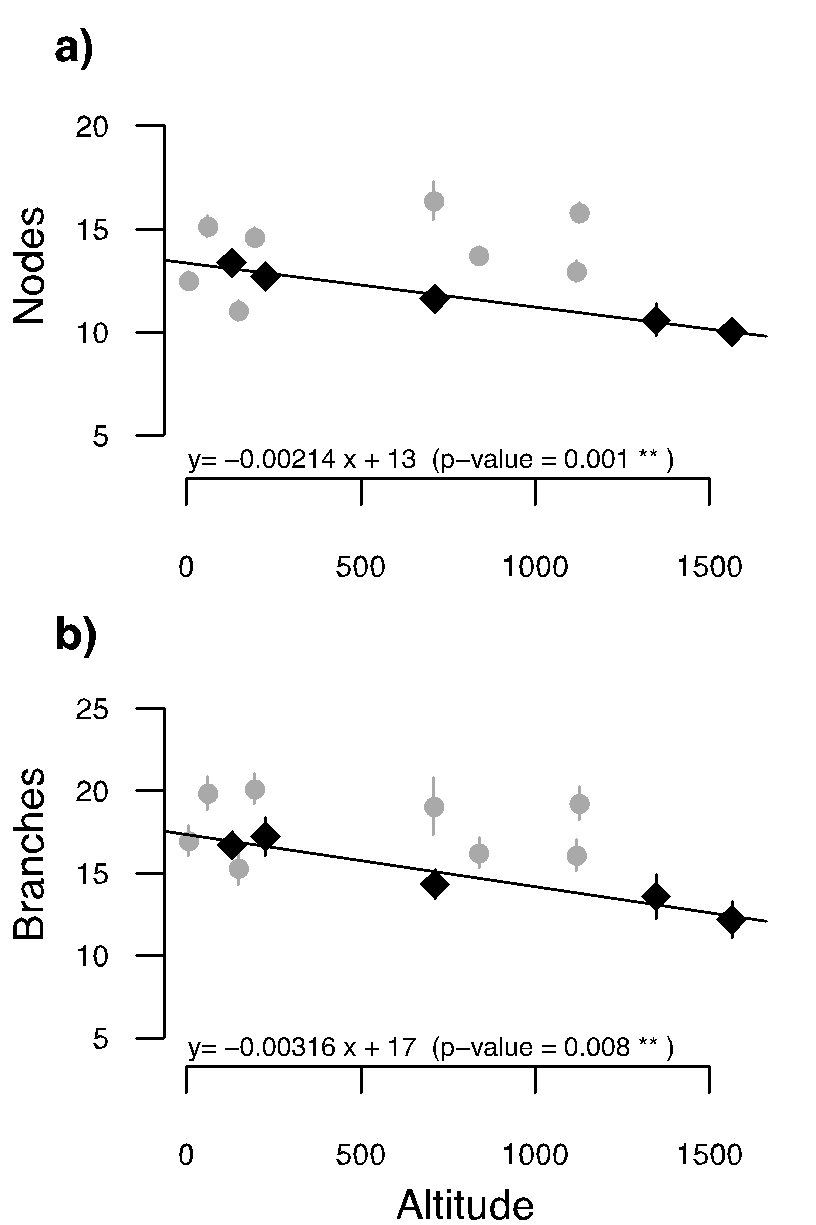 a)
Nodes
20
15
10
5
y= −0.00214 x + 13 (p−value = 0.001 ** )
0 500 1000 1500
b)
Branches
25
20
15
10
5
y= −0.00316 x + 17 (p−value = 0.008 ** )
0 500 1000 1500
Altitude